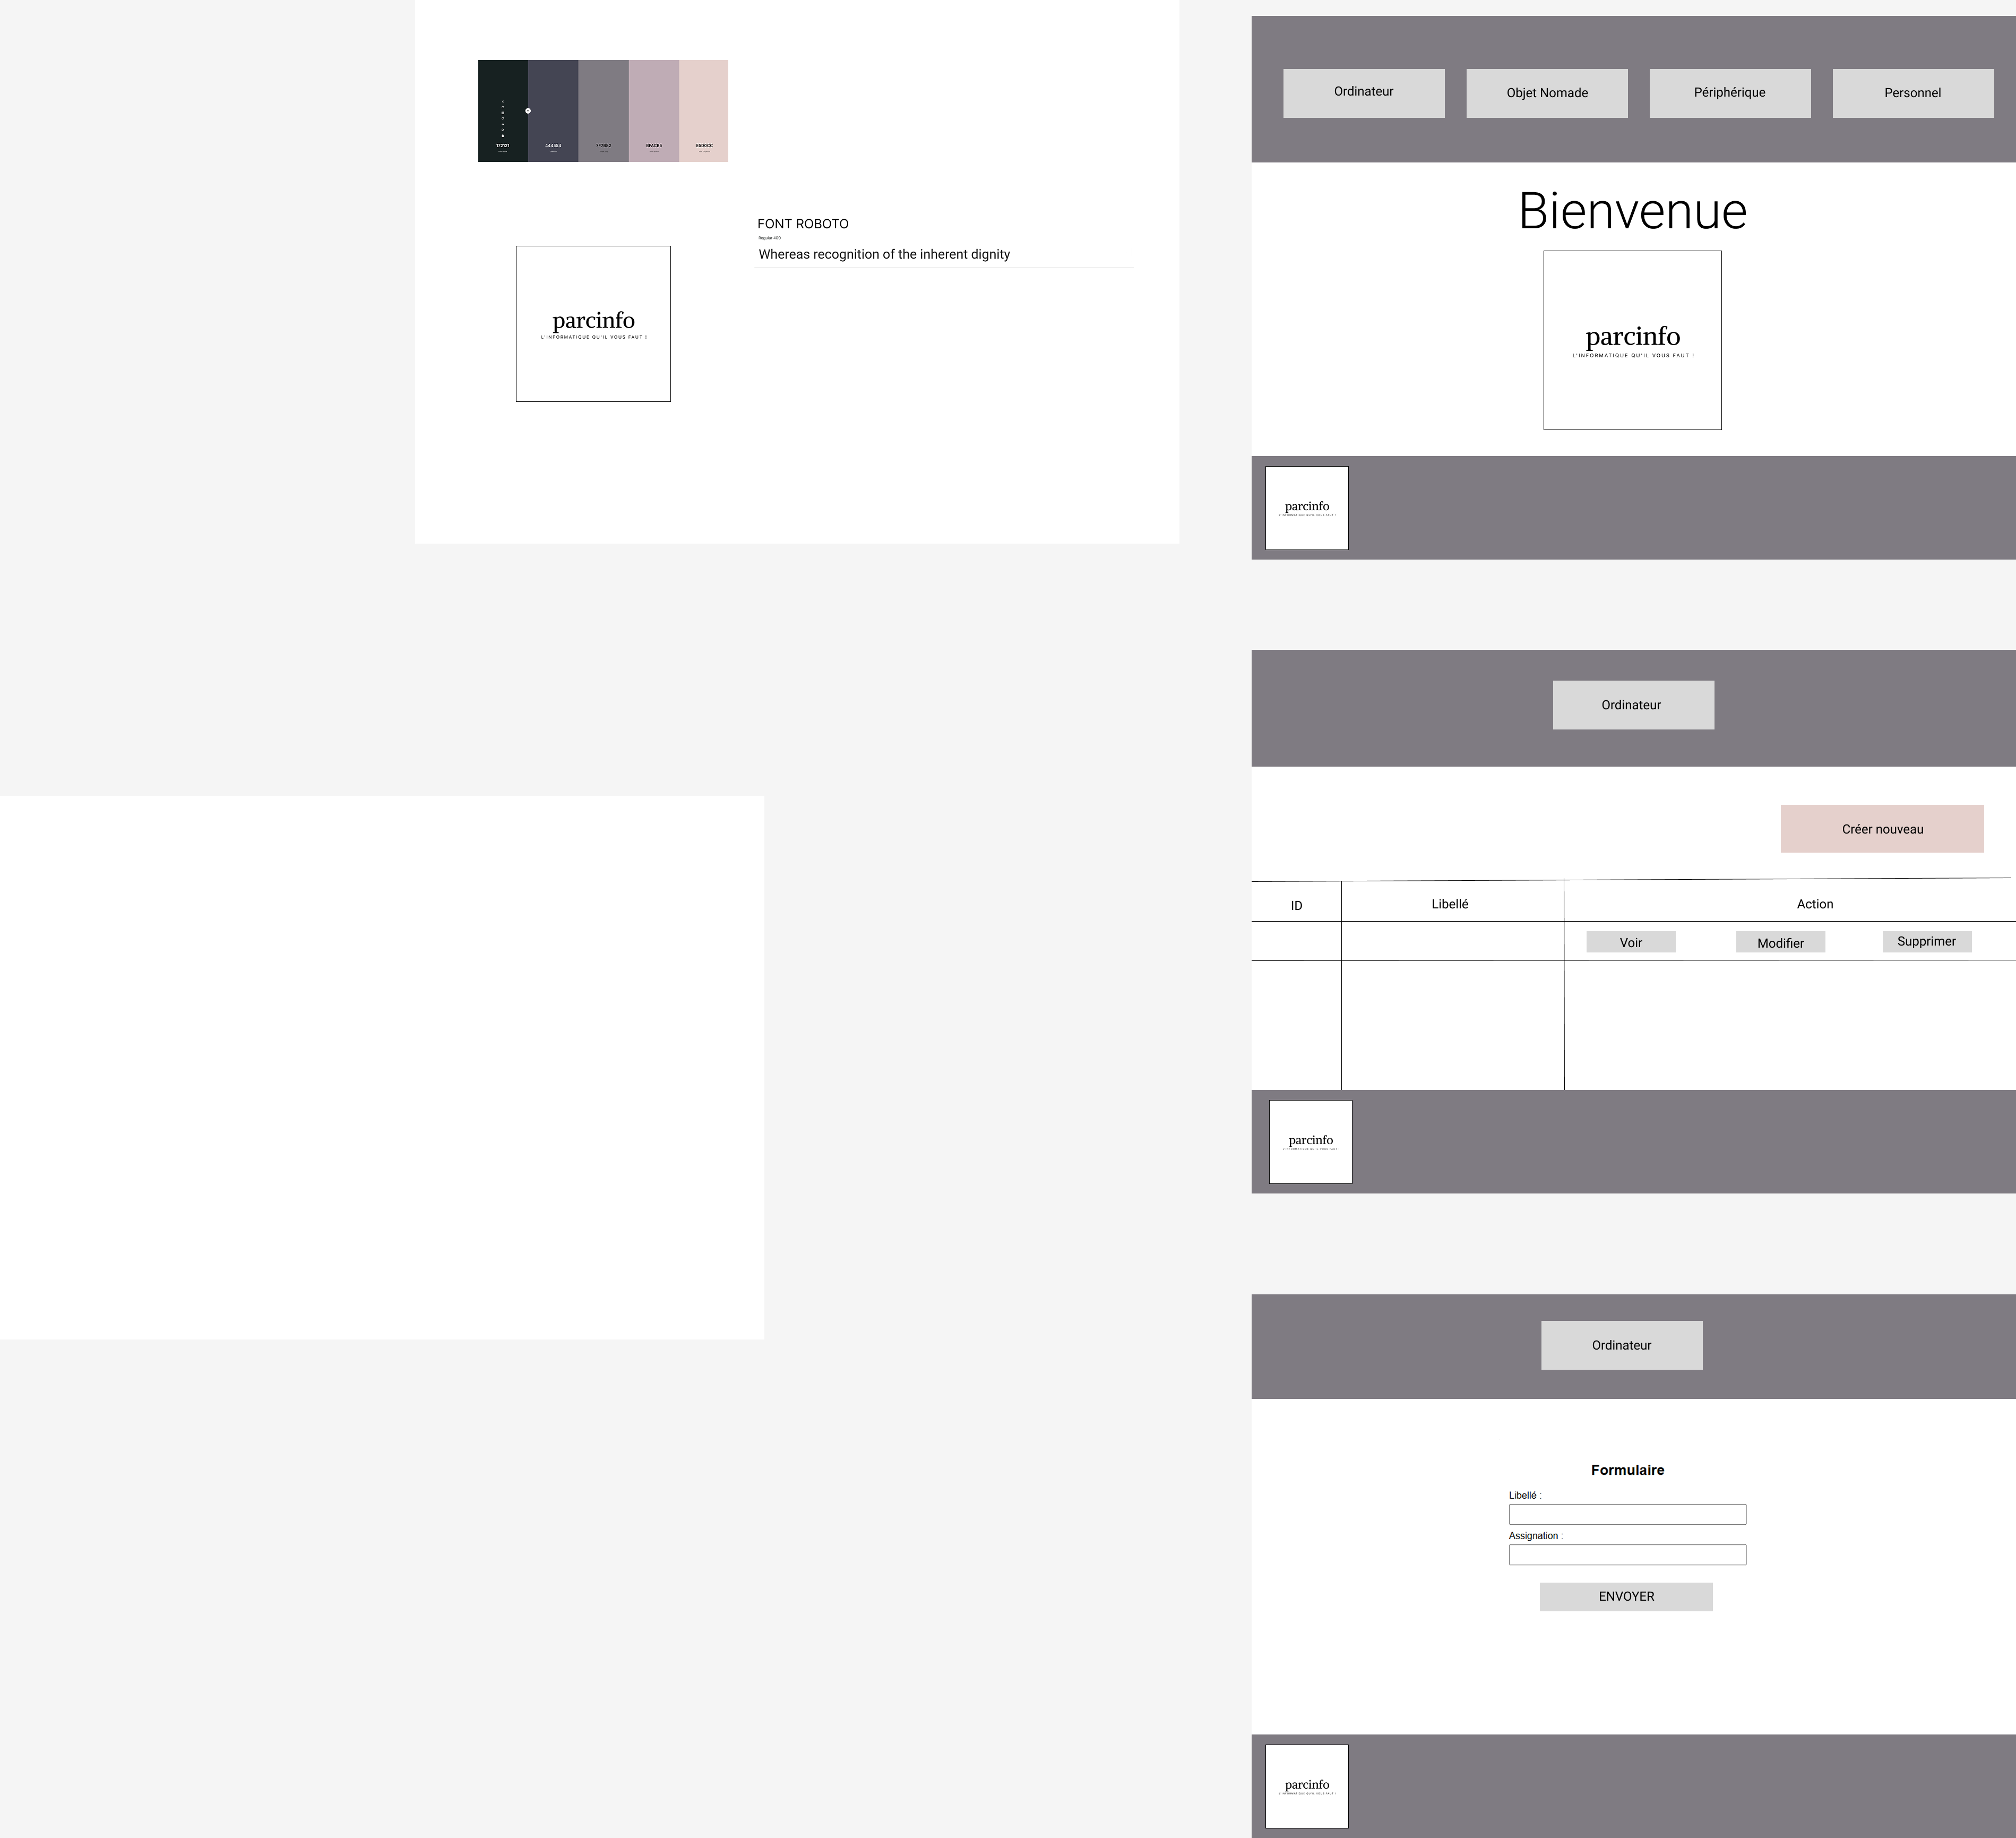 172121
444554
7F7B82
BFACB5
E5D0CC
FONT ROBOTO
Regular 400
Whereas recognition of the inherent dignity
parcinfo
L'INFORMATIQUE QU'IL VOUS FAUT !
Ordinateur
Objet Nomade
Périphérique
Personnel
Bienvenue
parcinfo
L'INFORMATIQUE QU'IL VOUS FAUT !
parcinfo
L'INFORMATIQUE QU'IL VOUS FAUT !
Ordinateur
Créer nouveau
ID
Libellé
Action
Voir
Modifier
Supprimer
parcinfo
L'INFORMATIQUE QU'IL VOUS FAUT !
Ordinateur
Formulaire
Libellé :
Assignation :
ENVOYER
parcinfo
L'INFORMATIQUE QU'IL VOUS FAUT !